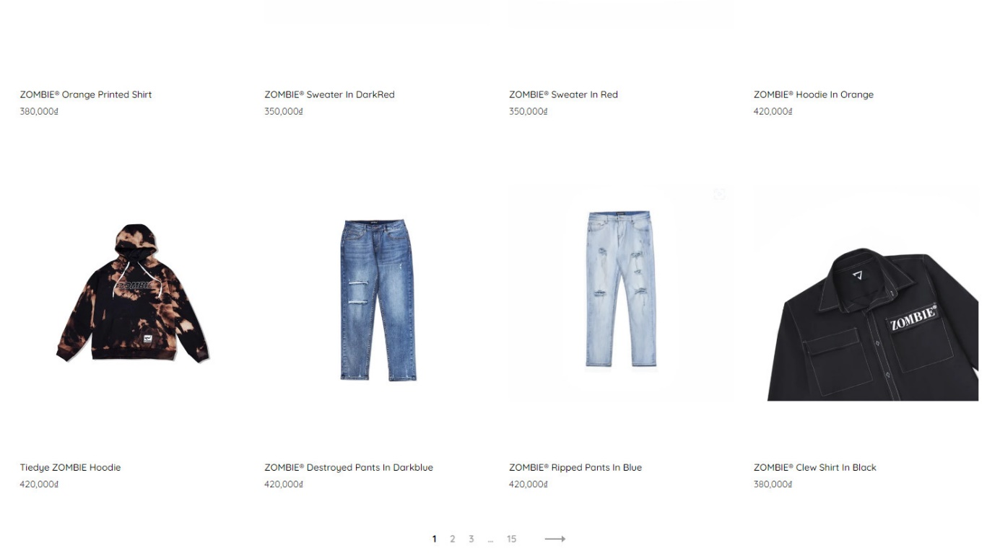 ZOMBIE® Orange Printed Shirt
380,000₫
ZOMBIE® Sweater In DarkRed
350,000₫
ZOMBIE® Sweater In Red
350,000₫
ZOMBIE® Hoodie In Orange
420,000₫
ZOMBIE
ZOMBIE®
Tiedye ZOMBIE Hoodie
420,000₫
ZOMBIE® Destroyed Pants In Darkblue
420,000₫
ZOMBIE® Ripped Pants In Blue
420,000₫
ZOMBIE® Clew Shirt In Black
380,000₫
1 2 3 … 15